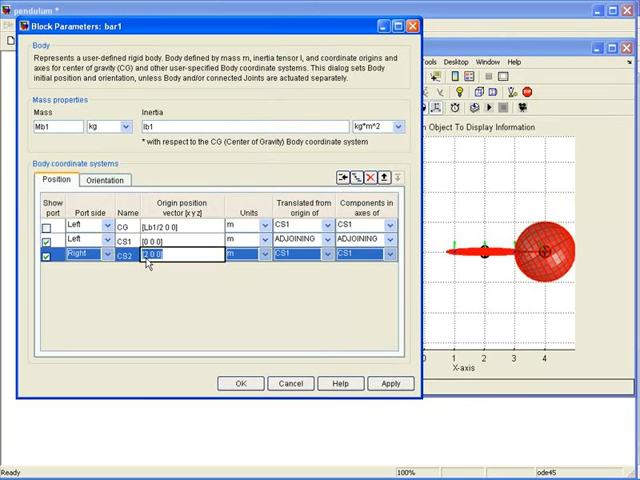 pendulum *
Block Parameters: bar1
Body
Represents a user-defined rigid body. Body defined by mass m, inertia tensor I, and coordinate origins and
axes for center of gravity (CG) and other user-specified Body coordinate systems. This dialog sets Body
initial position and orientation, unless Body and/or connected Joints are actuated separately.
Mass properties
Mass
Inertia
Mb1
kg
Ib1
kg*m^2
* with respect to the CG (Center of Gravity) Body coordinate system
Body coordinate systems
Position
Orientation
Show port
Port side
Name
Origin position vector [x y z]
Units
Translated from origin of
Components in axes of
Left
CG
[Lb1/2 0 0]
m
CS1
CS1
Left
CS1
[0 0 0]
m
ADJOINING
ADJOINING
Right
CS2
[2 0 0]
m
CS1
CS1
OK
Cancel
Help
Apply
Tools
Desktop
Window
Help
Object To Display Information
1
2
3
4
X-axis
Ready
100%
ode45